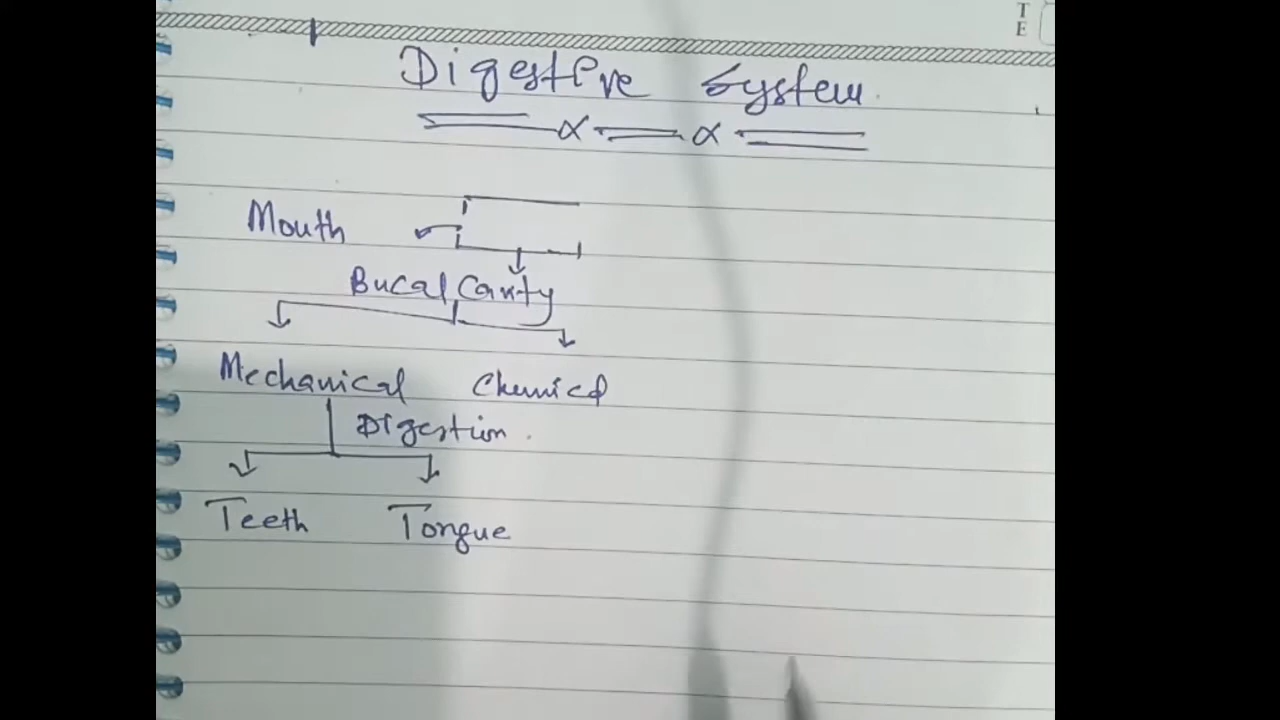 T
E
Digestive System
Mouth
Bucal Cavity
Mechanical Chemical
Digestion.
Teeth Tongue